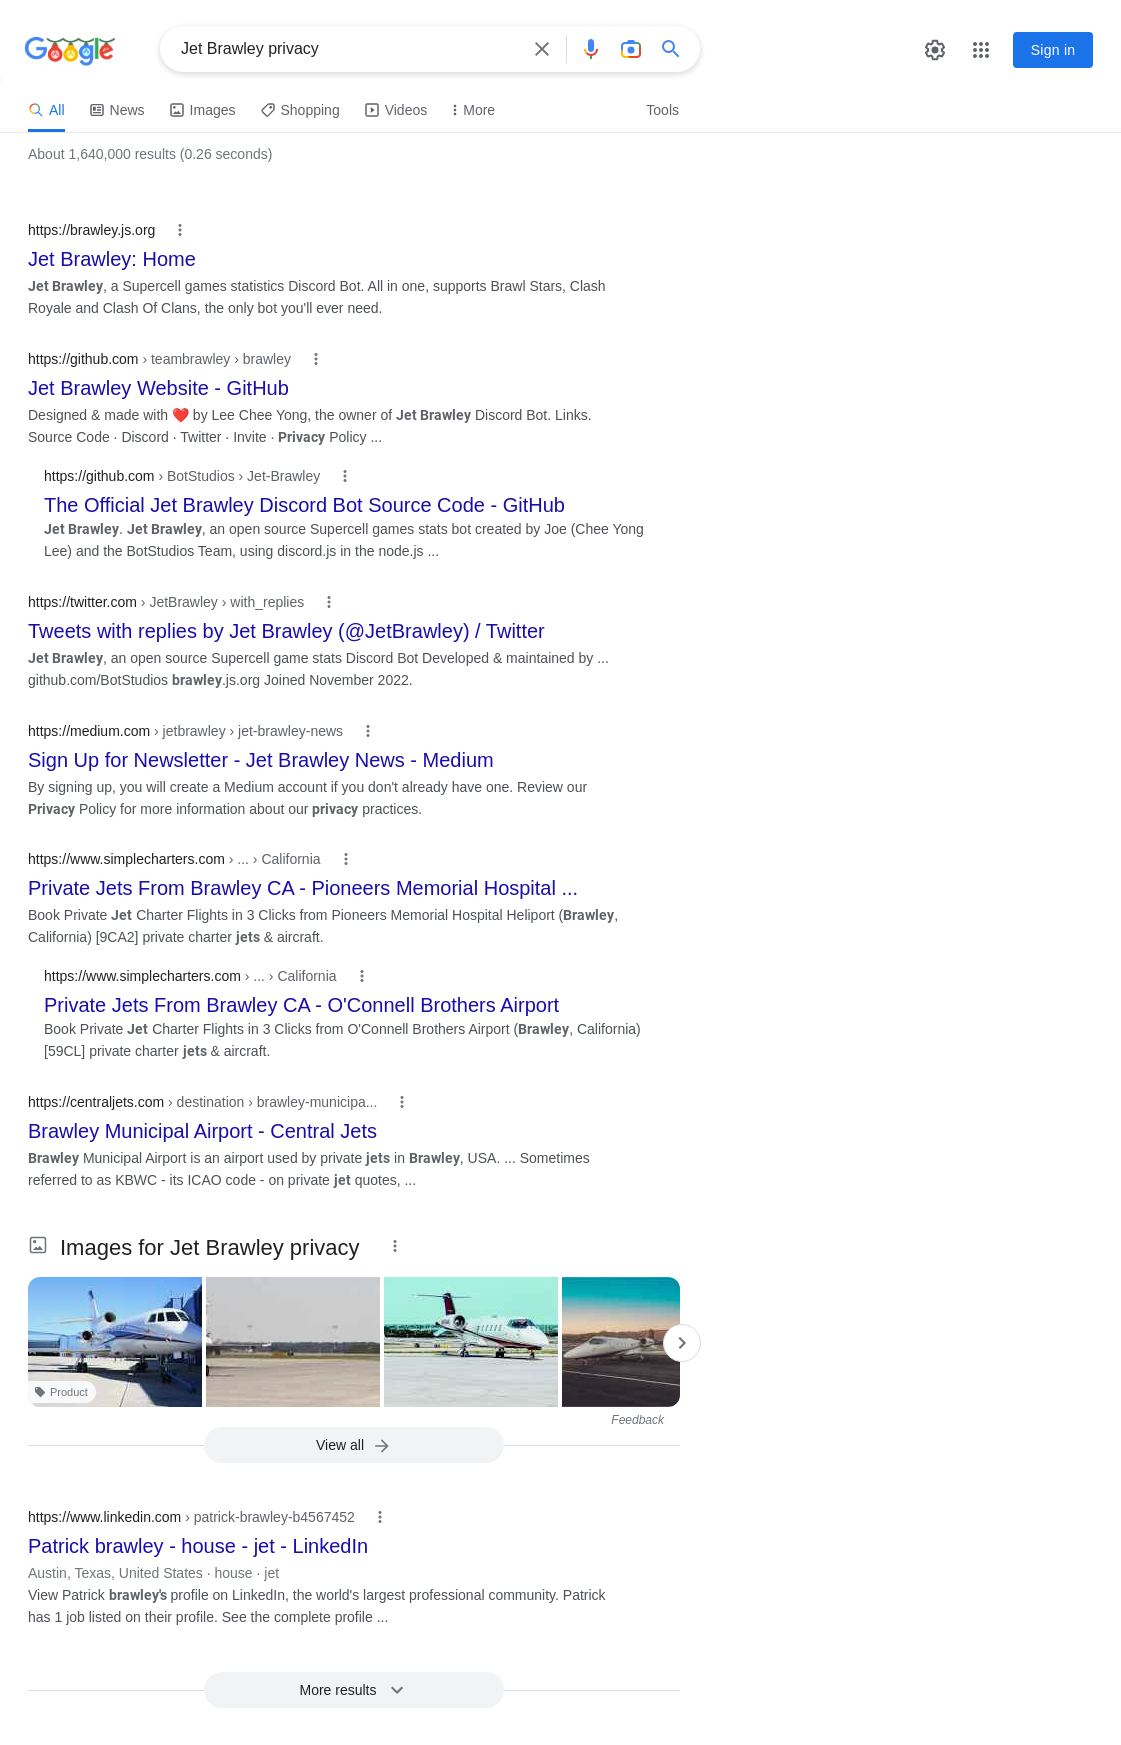 Google
Jet Brawley privacy
Sign in
All
News
Images
Shopping
Videos
More
Tools
About 1,640,000 results (0.26 seconds)
https://brawley.js.org
Jet Brawley: Home
Jet Brawley, a Supercell games statistics Discord Bot. All in one, supports Brawl Stars, Clash
Royale and Clash Of Clans, the only bot you'll ever need.
https://github.com › teambrawley › brawley
Jet Brawley Website - GitHub
Designed & made with ❤️ by Lee Chee Yong, the owner of Jet Brawley Discord Bot. Links.
Source Code · Discord · Twitter · Invite · Privacy Policy ...
https://github.com › BotStudios › Jet-Brawley
The Official Jet Brawley Discord Bot Source Code - GitHub
Jet Brawley. Jet Brawley, an open source Supercell games stats bot created by Joe (Chee Yong
Lee) and the BotStudios Team, using discord.js in the node.js ...
https://twitter.com › JetBrawley › with_replies
Tweets with replies by Jet Brawley (@JetBrawley) / Twitter
Jet Brawley, an open source Supercell game stats Discord Bot Developed & maintained by ...
github.com/BotStudios brawley.js.org Joined November 2022.
https://medium.com › jetbrawley › jet-brawley-news
Sign Up for Newsletter - Jet Brawley News - Medium
By signing up, you will create a Medium account if you don't already have one. Review our
Privacy Policy for more information about our privacy practices.
https://www.simplecharters.com › ... › California
Private Jets From Brawley CA - Pioneers Memorial Hospital ...
Book Private Jet Charter Flights in 3 Clicks from Pioneers Memorial Hospital Heliport (Brawley,
California) [9CA2] private charter jets & aircraft.
https://www.simplecharters.com › ... › California
Private Jets From Brawley CA - O'Connell Brothers Airport
Book Private Jet Charter Flights in 3 Clicks from O'Connell Brothers Airport (Brawley, California)
[59CL] private charter jets & aircraft.
https://centraljets.com › destination › brawley-municipa...
Brawley Municipal Airport - Central Jets
Brawley Municipal Airport is an airport used by private jets in Brawley, USA. ... Sometimes
referred to as KBWC - its ICAO code - on private jet quotes, ...
Images for Jet Brawley privacy
Product
Feedback
View all
https://www.linkedin.com › patrick-brawley-b4567452
Patrick brawley - house - jet - LinkedIn
Austin, Texas, United States · house · jet
View Patrick brawley's profile on LinkedIn, the world's largest professional community. Patrick
has 1 job listed on their profile. See the complete profile ...
More results